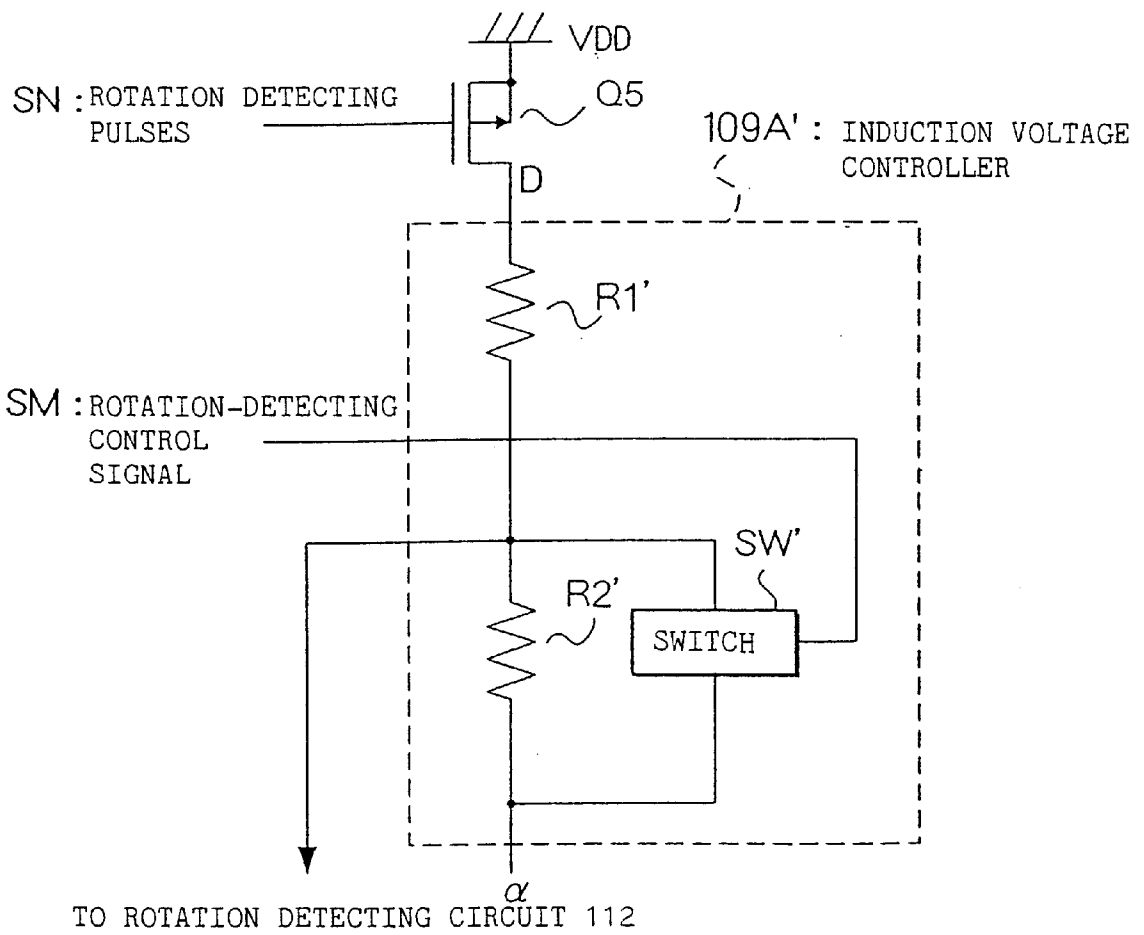 VDD
SN : ROTATION DETECTING
PULSES
Q5
109A' : INDUCTION VOLTAGE
CONTROLLER
D
R1'
SM : ROTATION-DETECTING
CONTROL
SIGNAL
SW'
R2'
SWITCH
α
TO ROTATION DETECTING CIRCUIT 112